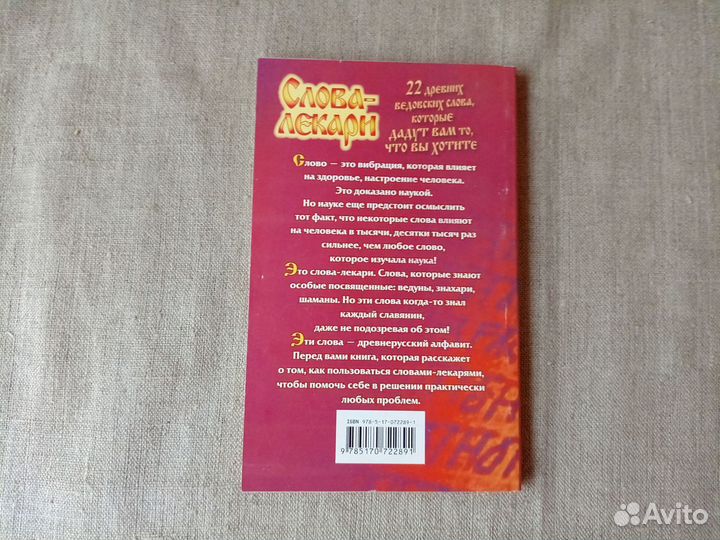 Слова-
лекари
22 древних
ведовских слова,
которые
дадут вам то,
что вы хотите
Слово — это вибрация, которая влияет
на здоровье, настроение человека.
Это доказано наукой.
Но науке еще предстоит осмыслить
тот факт, что некоторые слова влияют
на человека в тысячи, десятки тысяч раз
сильнее, чем любое слово,
которое изучала наука!
Это слова-лекари. Слова, которые знают
особые посвященные: ведуны, знахари,
шаманы. Но эти слова когда-то знал
каждый славянин,
даже не подозревая об этом!
Эти слова — древнерусский алфавит.
Перед вами книга, которая расскажет
о том, как пользоваться словами-лекарями,
чтобы помочь себе в решении практически
любых проблем.
ISBN 978-5-17-072289-1
9 785170 722891
Avito